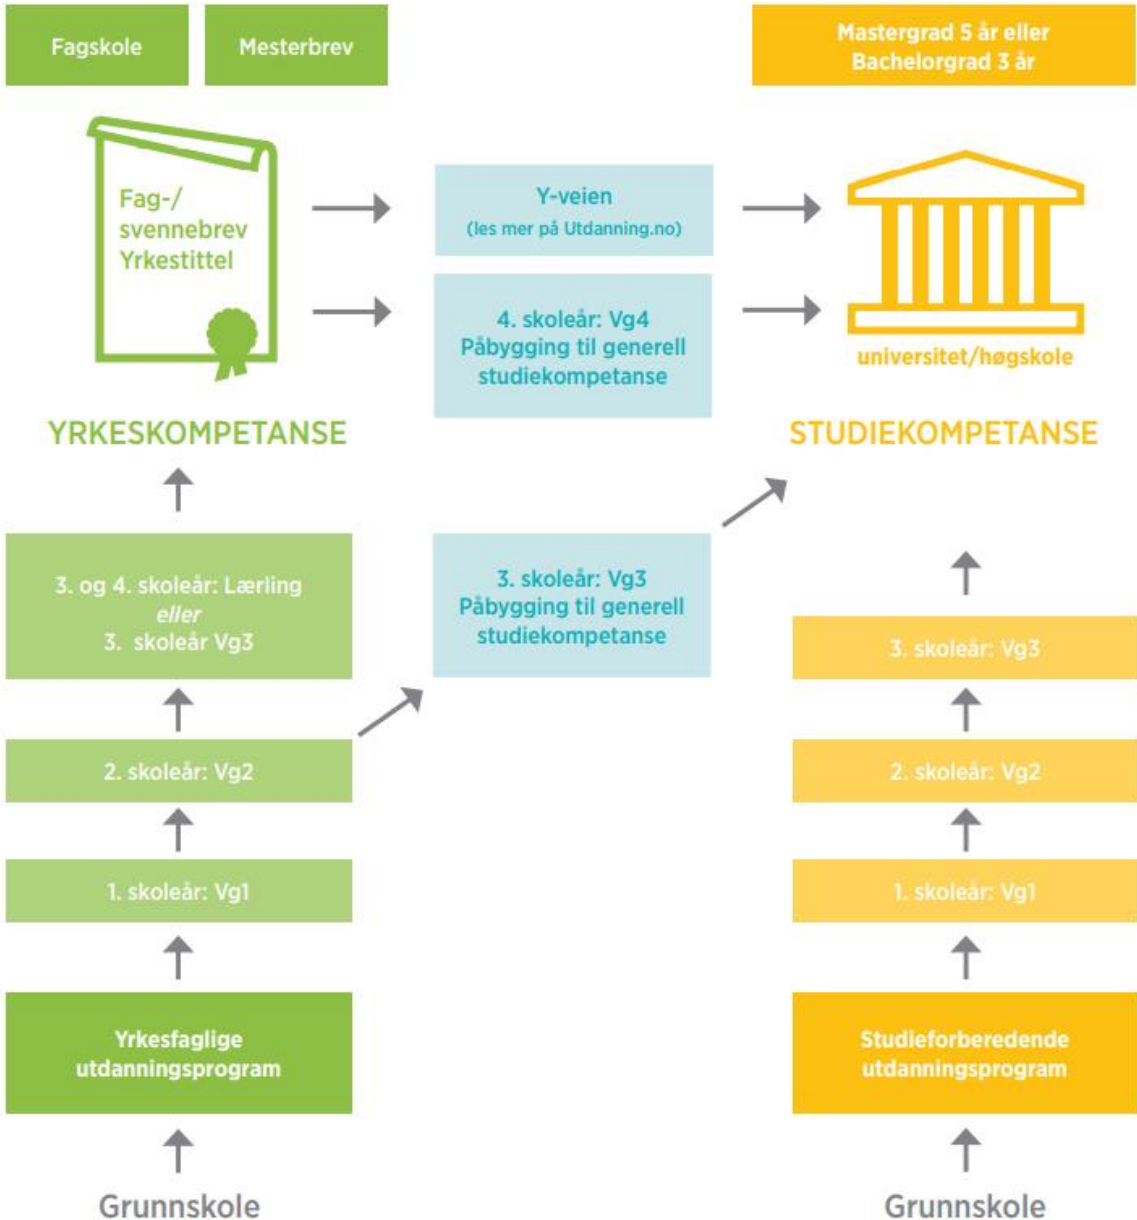 Fagskole
Mesterbrev
Mastergrad 5 år eller
Bachelorgrad 3 år
Fag-/
svennebrev
Yrkestittel
Y-veien
(les mer på Utdanning.no)
4. skoleår: Vg4
Påbygging til generell
studiekompetanse
universitet/høgskole
YRKESKOMPETANSE
STUDIEKOMPETANSE
3. og 4. skoleår: Lærling
eller
3. skoleår Vg3
3. skoleår: Vg3
Påbygging til generell
studiekompetanse
3. skoleår: Vg3
2. skoleår: Vg2
2. skoleår: Vg2
1. skoleår: Vg1
1. skoleår: Vg1
Yrkesfaglige
utdanningsprogram
Studieforberedende
utdanningsprogram
Grunnskole
Grunnskole